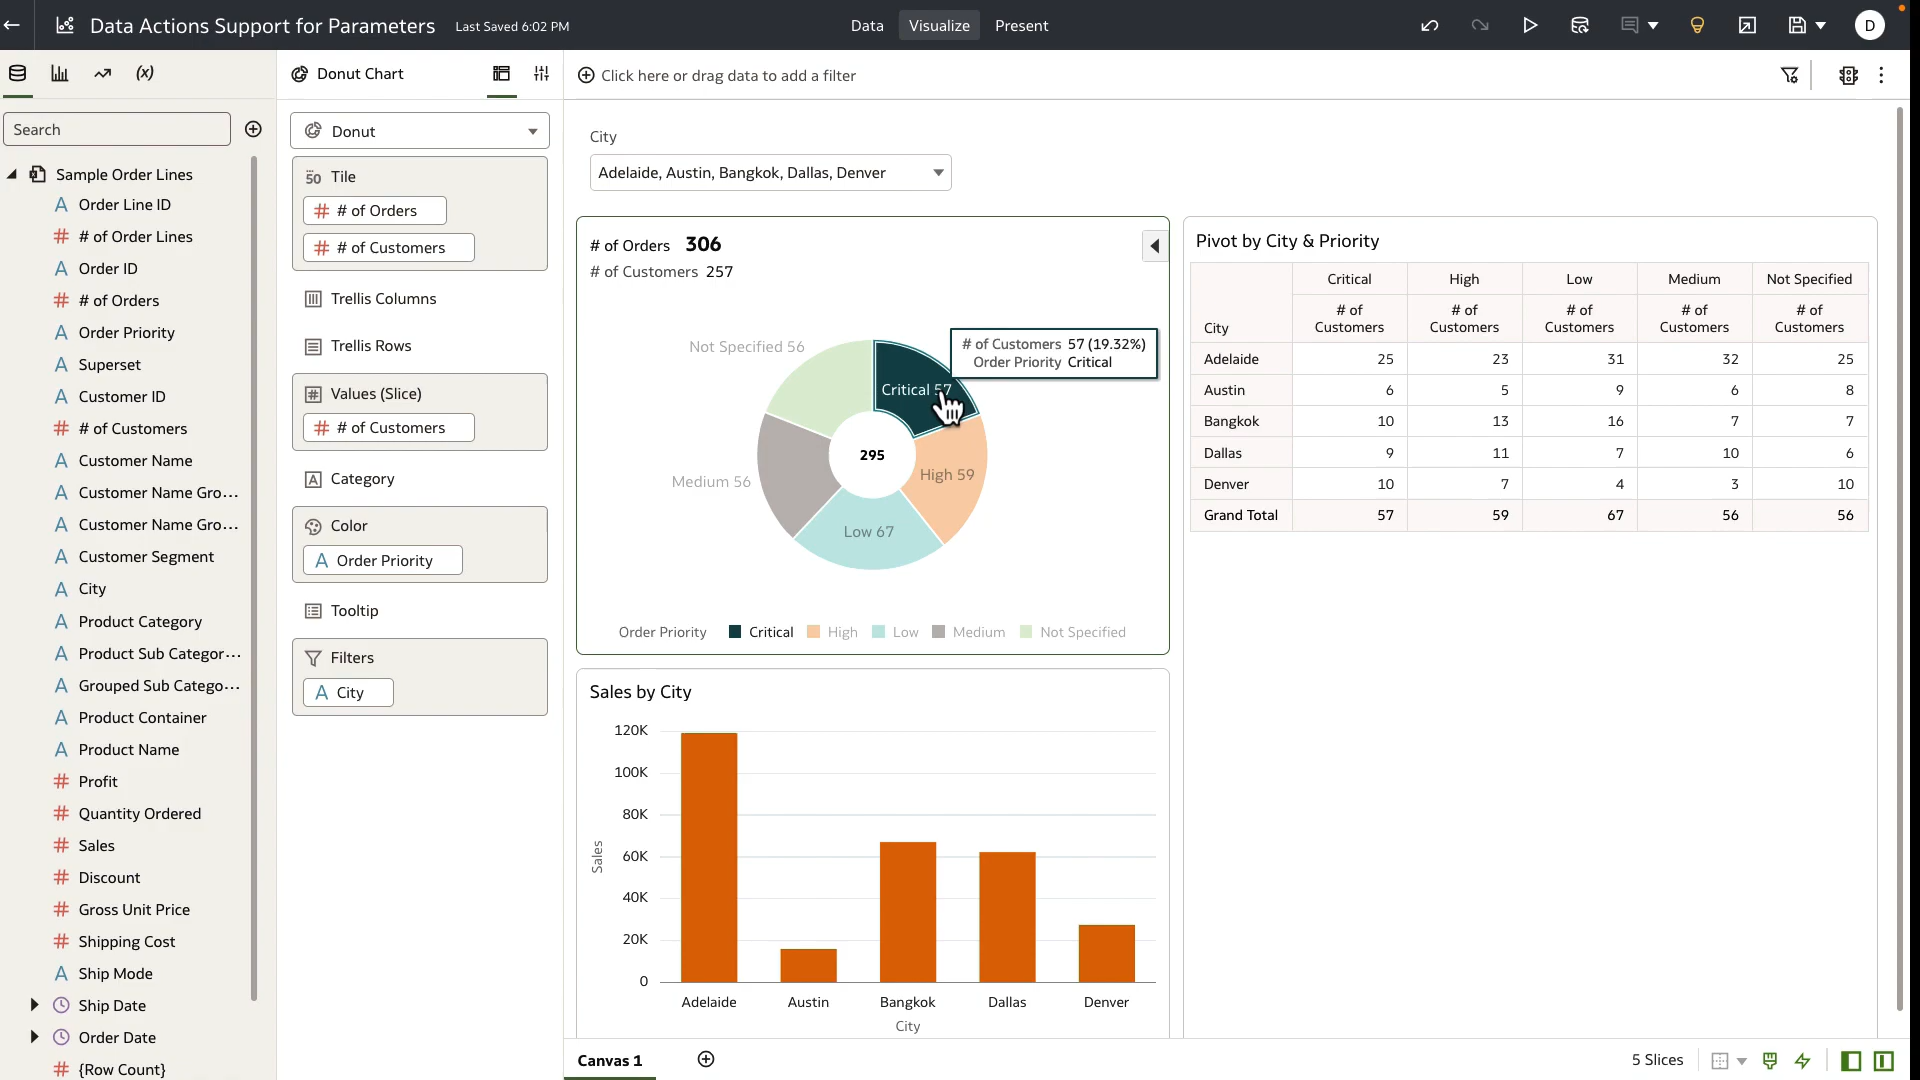 Data Actions Support for Parameters
Last Saved 6:02 PM
Data
Visualize
Present
D
(x)
Search
Sample Order Lines
A Order Line ID
# # of Order Lines
A Order ID
# # of Orders
A Order Priority
A Superset
A Customer ID
# # of Customers
A Customer Name
A Customer Name Gro...
A Customer Name Gro...
A Customer Segment
A City
A Product Category
A Product Sub Categor...
A Grouped Sub Catego...
A Product Container
A Product Name
# Profit
# Quantity Ordered
# Sales
# Discount
# Gross Unit Price
# Shipping Cost
A Ship Mode
Ship Date
Order Date
# {Row Count}
Donut Chart
Donut
50 Tile
# # of Orders
# # of Customers
Trellis Columns
Trellis Rows
# Values (Slice)
# # of Customers
A Category
Color
A Order Priority
Tooltip
Filters
A City
Click here or drag data to add a filter
City
Adelaide, Austin, Bangkok, Dallas, Denver
# of Orders 306
# of Customers 257
Not Specified 56
Critical 57
# of Customers 57 (19.32%)
Order Priority Critical
295
High 59
Medium 56
Low 67
Order Priority Critical High Low Medium Not Specified
Sales by City
120K
100K
80K
60K
40K
20K
0
Sales
Adelaide Austin Bangkok Dallas Denver
City
Pivot by City & Priority
Critical High Low Medium Not Specified
City # of Customers # of Customers # of Customers # of Customers # of Customers
Adelaide 25 23 31 32 25
Austin 6 5 9 6 8
Bangkok 10 13 16 7 7
Dallas 9 11 7 10 6
Denver 10 7 4 3 10
Grand Total 57 59 67 56 56
Canvas 1
5 Slices